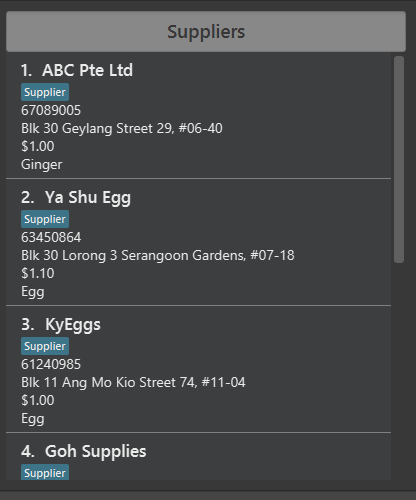 Suppliers
1. ABC Pte Ltd
Supplier
67089005
Blk 30 Geylang Street 29, #06-40
$1.00
Ginger
2. Ya Shu Egg
Supplier
63450864
Blk 30 Lorong 3 Serangoon Gardens, #07-18
$1.10
Egg
3. KyEggs
Supplier
61240985
Blk 11 Ang Mo Kio Street 74, #11-04
$1.00
Egg
4. Goh Supplies
Supplier